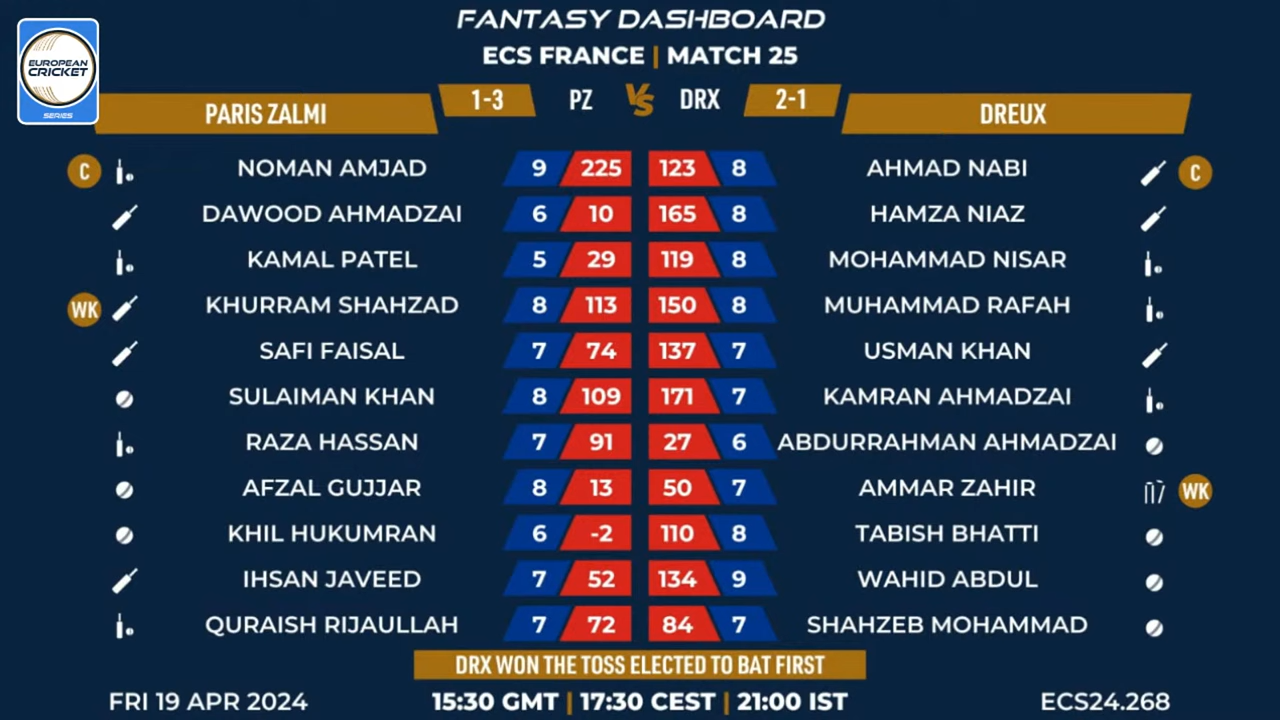 FANTASY DASHBOARD
ECS FRANCE | MATCH 25
EUROPEAN
CRICKET
SERIES
PARIS ZALMI 1-3 PZ VS DRX 2-1 DREUX
C NOMAN AMJAD 9 225 123 8 AHMAD NABI C
DAWOOD AHMADZAI 6 10 165 8 HAMZA NIAZ
KAMAL PATEL 5 29 119 8 MOHAMMAD NISAR
WK KHURRAM SHAHZAD 8 113 150 8 MUHAMMAD RAFAH
SAFI FAISAL 7 74 137 7 USMAN KHAN
SULAIMAN KHAN 8 109 171 7 KAMRAN AHMADZAI
RAZA HASSAN 7 91 27 6 ABDURRAHMAN AHMADZAI
AFZAL GUJJAR 8 13 50 7 AMMAR ZAHIR WK
KHIL HUKUMRAN 6 -2 110 8 TABISH BHATTI
IHSAN JAVEED 7 52 134 9 WAHID ABDUL
QURAISH RIJAULLAH 7 72 84 7 SHAHZEB MOHAMMAD
DRX WON THE TOSS ELECTED TO BAT FIRST
FRI 19 APR 2024 15:30 GMT | 17:30 CEST | 21:00 IST ECS24.268